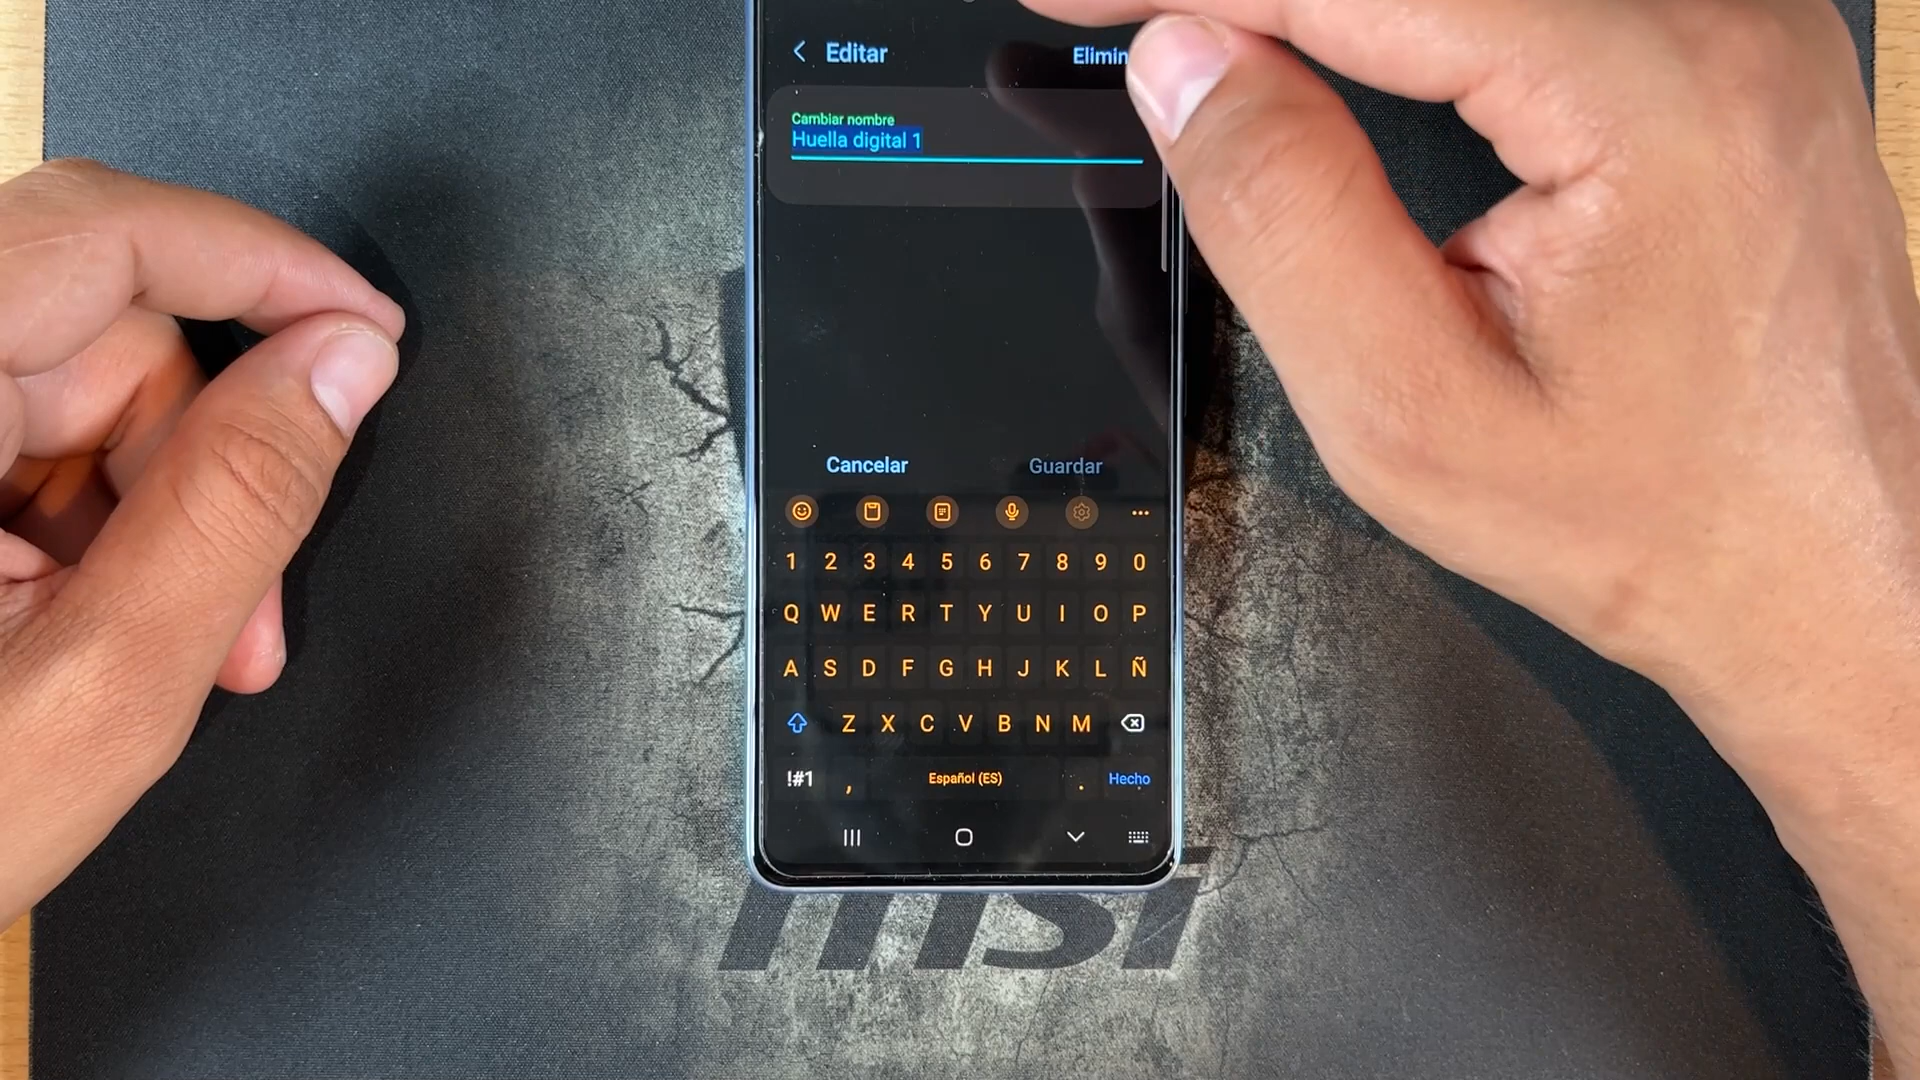 Editar
Cambiar nombre
Huella digital 1
Cancelar Guardar
1 2 3 4 5 6 7 8 9 0
Q W E R T Y U I O P
A S D F G H J K L Ñ
Z X C V B N M
!#1 , Español (ES) . Hecho
msi